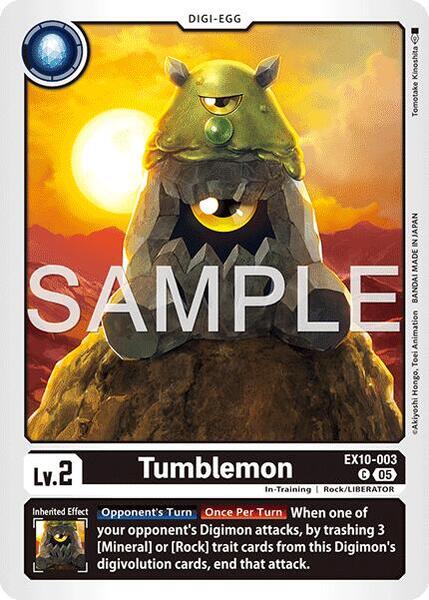 DIGI-EGG
Tomotake Kinoshita
SAMPLE
©Akiyoshi Hongo, Toei Animation BANDAI MADE IN JAPAN
Lv.2
Tumblemon
EX10-003
C 05
In-Training | Rock/LIBERATOR
Inherited Effect
Opponent's Turn Once Per Turn When one of
your opponent's Digimon attacks, by trashing 3
[Mineral] or [Rock] trait cards from this Digimon's
digivolution cards, end that attack.